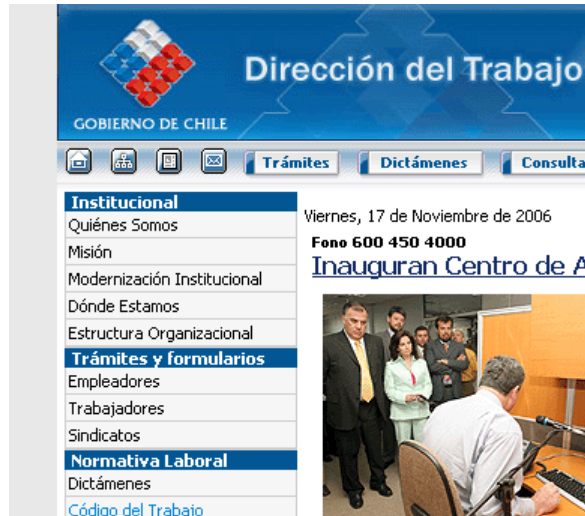 Dirección del Trabajo
GOBIERNO DE CHILE
Trámites
Dictámenes
Consulta
Institucional
Quiénes Somos
Misión
Modernización Institucional
Dónde Estamos
Estructura Organizacional
Trámites y formularios
Empleadores
Trabajadores
Sindicatos
Normativa Laboral
Dictámenes
Código del Trabajo
Viernes, 17 de Noviembre de 2006
Fono 600 450 4000
Inauguran Centro de A